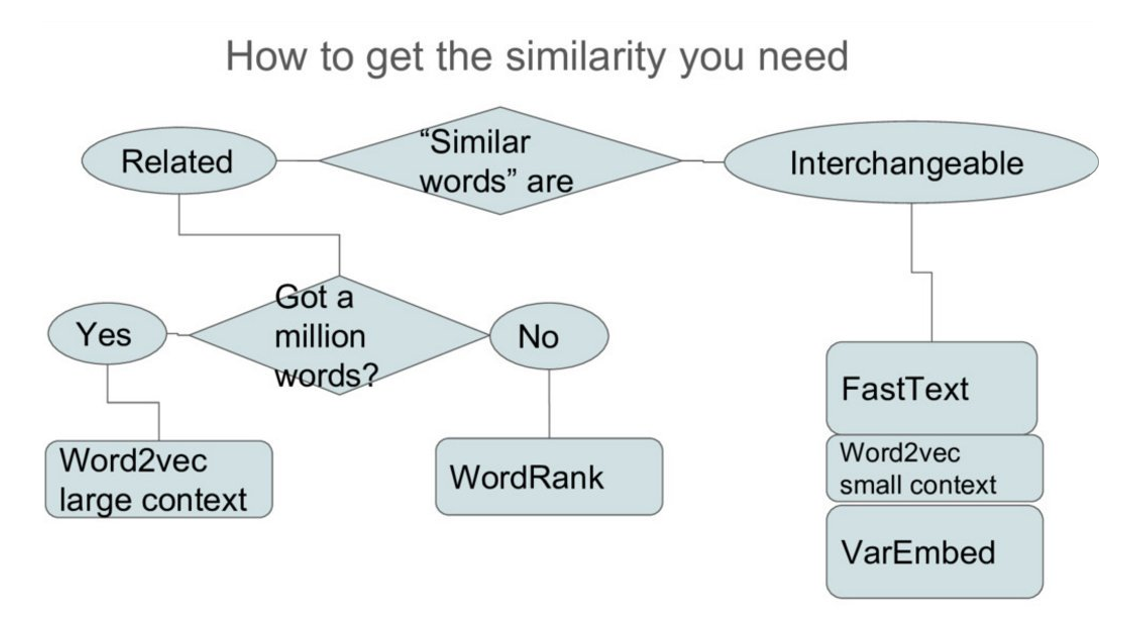 How to get the similarity you need
Related
“Similar
words” are
Interchangeable
Got a
million
words?
Yes
No
FastText
Word2vec
small context
VarEmbed
Word2vec
large context
WordRank